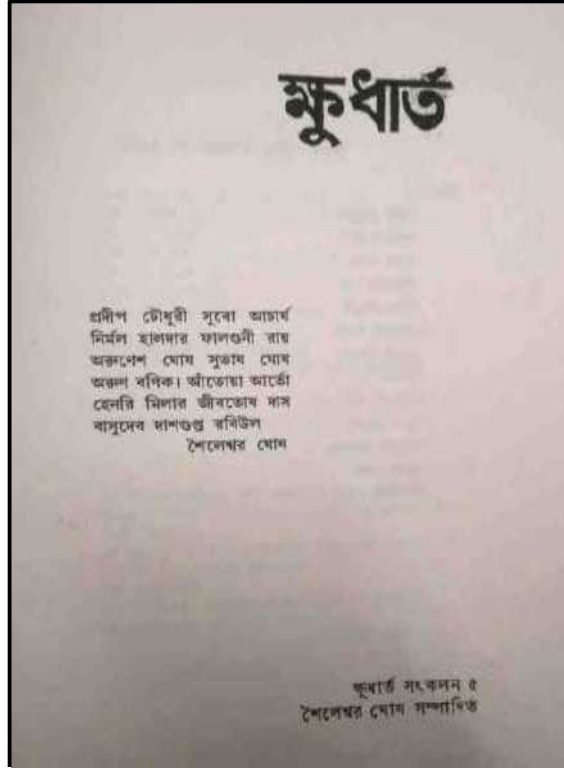 ক্ষুধার্ত
প্রদীপ চৌধুরী সুবো আচার্য
নির্মল হালদার ফালগুনী রায়
অরুণেশ ঘোষ সুভাষ ঘোষ
অরুণ বণিক। আঁতোয়া আর্তো
হেনরি মিলার জীবতোষ দাস
বাসুদেব দাশগুপ্ত রবিউল
শৈলেশ্বর ঘোষ
ক্ষুধার্ত সংকলন ৫
শৈলেশ্বর ঘোষ সম্পাদিত